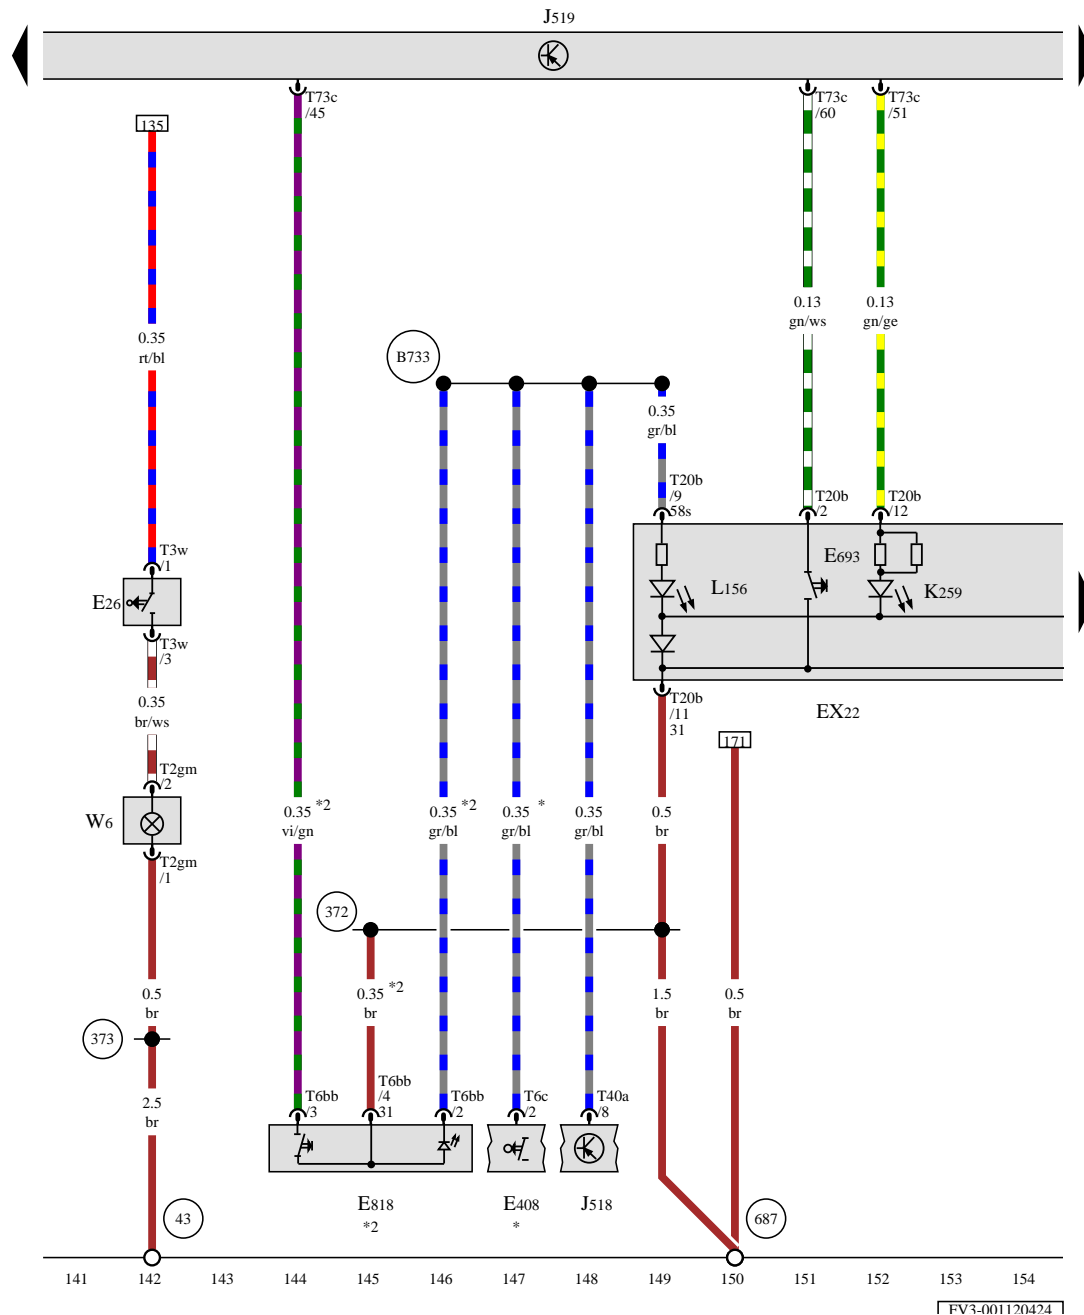 J519
T73c
/45
T73c
/60
T73c
/51
135
0.35
rt/bl
0.13
gn/ws
0.13
gn/ge
B733
0.35
gr/bl
T20b
/9
58s
T20b
/2
T20b
/12
T3w
/1
E26
E693
L156
K259
T3w
/3
0.35
br/ws
T20b
/11
31
EX22
171
T2gm
/2
W6
0.35 *2
vi/gn
0.35 *2
gr/bl
0.35 *
gr/bl
0.35
gr/bl
0.5
br
T2gm
/1
372
0.5
br
0.35 *2
br
1.5
br
0.5
br
373
2.5
br
T6bb
/3
T6bb
/4
31
T6bb
/2
T6c
/2
T40a
/8
E818
*2
E408
*
J518
43
687
141 142 143 144 145 146 147 148 149 150 151 152 153 154
FV3-001120424